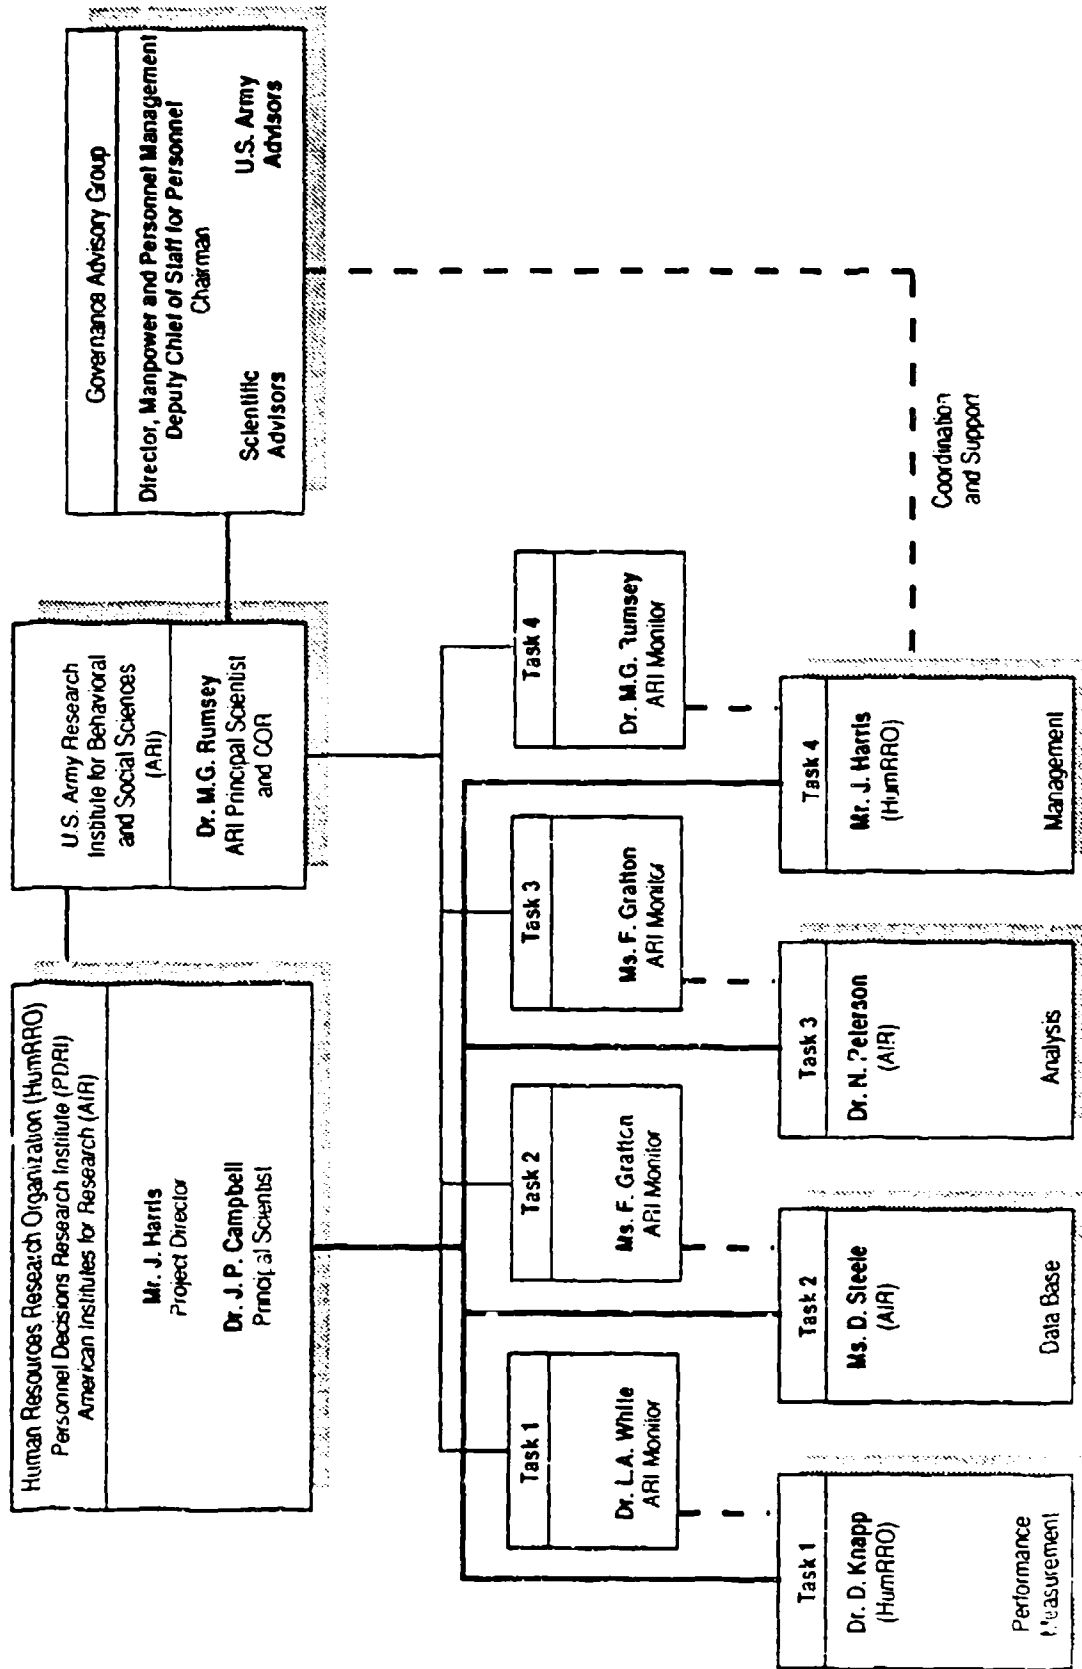 Human Resources Research Organization (HumRRO)
Personnel Decisions Research Institute (PDRI)
American Institutes for Research (AIR)
Mr. J. Harris
Project Director
Dr. J.P. Campbell
Principal Scientist
U.S. Army Research
Institute for Behavioral
and Social Sciences
(ARI)
Dr. M.G. Rumsey
ARI Principal Scientist
and COR
Governance Advisory Group
Director, Manpower and Personnel Management
Deputy Chief of Staff for Personnel
Chairman
Scientific
Advisors
U.S. Army
Advisors
Task 1
Dr. L.A. White
ARI Monitor
Task 2
Ms. F. Grafton
ARI Monitor
Task 3
Ms. F. Grafton
ARI Monitor
Task 4
Dr. M.G. Rumsey
ARI Monitor
Coordination
and Support
Task 1
Dr. D. Knapp
(HumRRO)
Performance
Measurement
Task 2
Ms. D. Steele
(AIR)
Data Base
Task 3
Dr. N. Peterson
(AIR)
Analysis
Task 4
Mr. J. Harris
(HumRRO)
Management